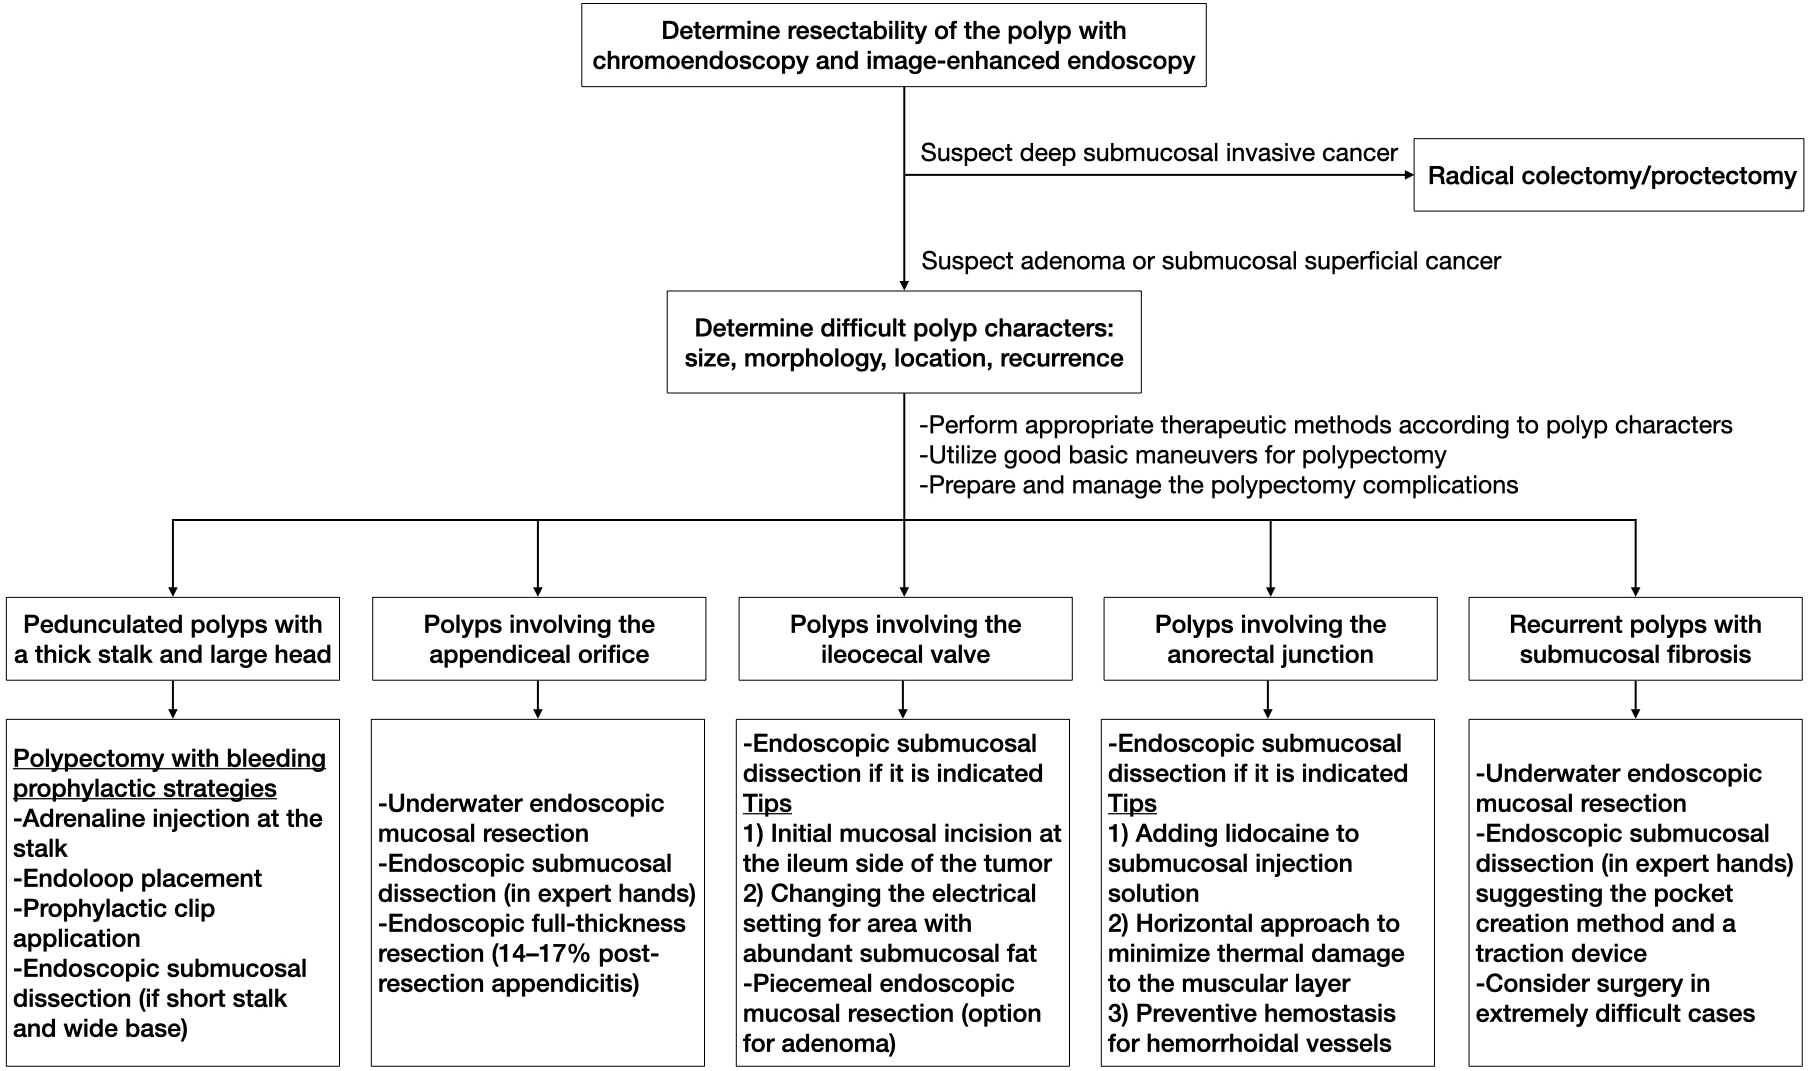 Determine resectability of the polyp with
chromoendoscopy and image-enhanced endoscopy
Suspect deep submucosal invasive cancer
Radical colectomy/proctectomy
Suspect adenoma or submucosal superficial cancer
Determine difficult polyp characters:
size, morphology, location, recurrence
-Perform appropriate therapeutic methods according to polyp characters
-Utilize good basic maneuvers for polypectomy
-Prepare and manage the polypectomy complications
Pedunculated polyps with
a thick stalk and large head
Polyps involving the
appendiceal orifice
Polyps involving the
ileocecal valve
Polyps involving the
anorectal junction
Recurrent polyps with
submucosal fibrosis
Polypectomy with bleeding
prophylactic strategies
-Adrenaline injection at the
stalk
-Endoloop placement
-Prophylactic clip
application
-Endoscopic submucosal
dissection (if short stalk
and wide base)
-Underwater endoscopic
mucosal resection
-Endoscopic submucosal
dissection (in expert hands)
-Endoscopic full-thickness
resection (14–17% post-
resection appendicitis)
-Endoscopic submucosal
dissection if it is indicated
Tips
1) Initial mucosal incision at
the ileum side of the tumor
2) Changing the electrical
setting for area with
abundant submucosal fat
-Piecemeal endoscopic
mucosal resection (option
for adenoma)
-Endoscopic submucosal
dissection if it is indicated
Tips
1) Adding lidocaine to
submucosal injection
solution
2) Horizontal approach to
minimize thermal damage
to the muscular layer
3) Preventive hemostasis
for hemorrhoidal vessels
-Underwater endoscopic
mucosal resection
-Endoscopic submucosal
dissection (in expert hands)
suggesting the pocket
creation method and a
traction device
-Consider surgery in
extremely difficult cases